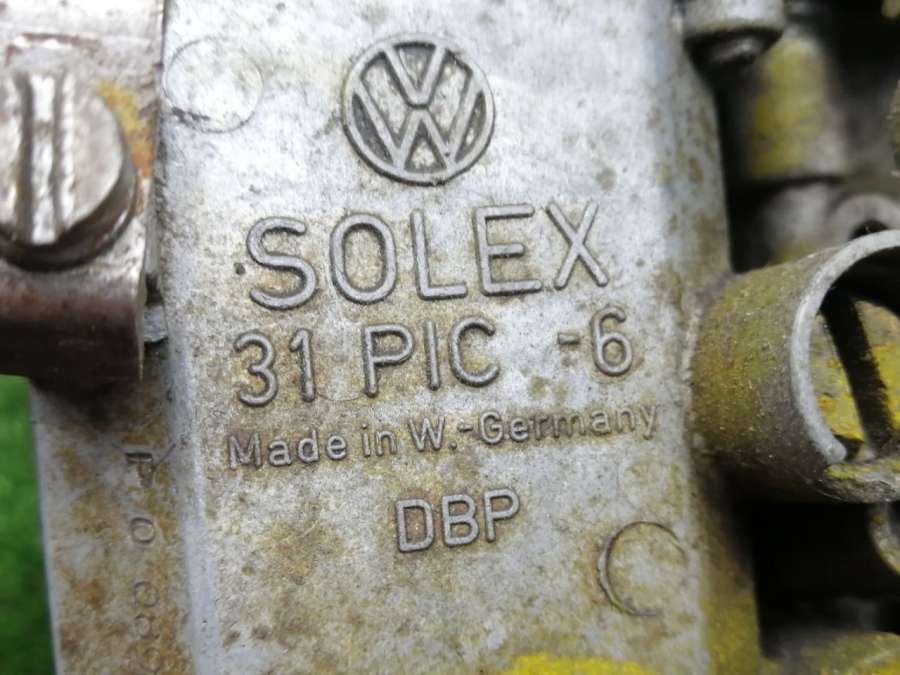 SOLEX
31 PIC -6
Made in W.-Germany
DBP